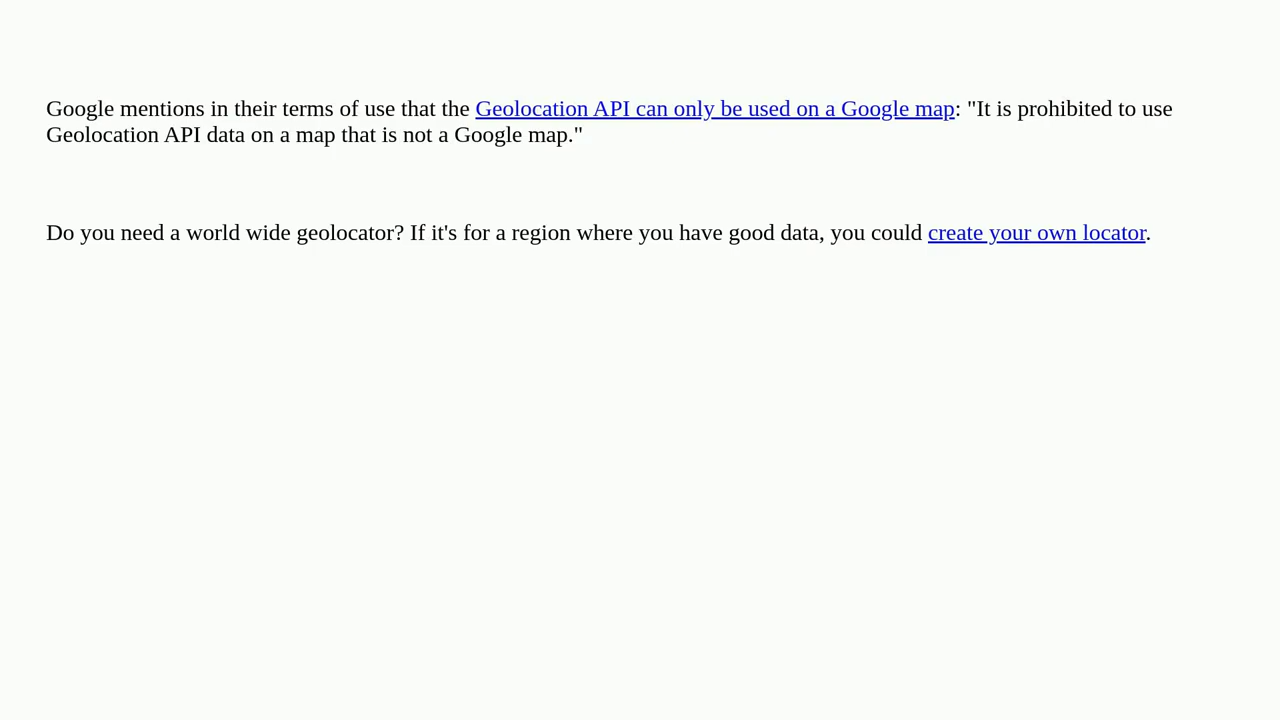 Google mentions in their terms of use that the Geolocation API can only be used on a Google map: "It is prohibited to use
Geolocation API data on a map that is not a Google map."
Do you need a world wide geolocator? If it's for a region where you have good data, you could create your own locator.